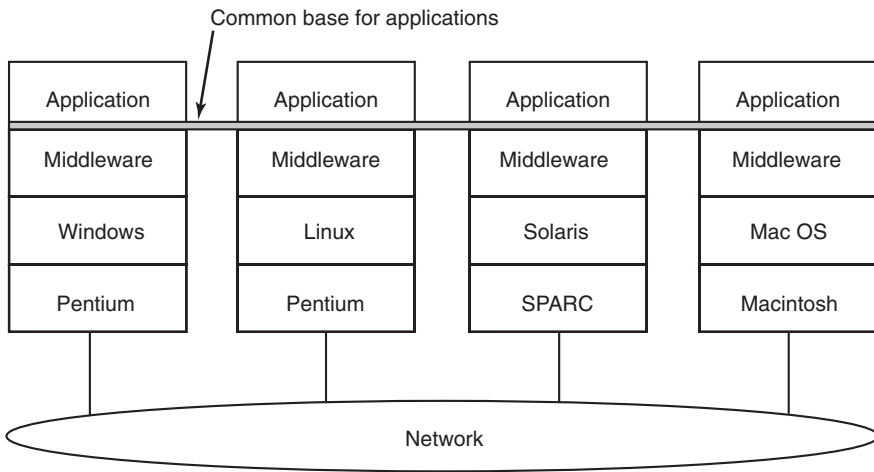 Common base for applications
Application Application Application Application
Middleware Middleware Middleware Middleware
Windows Linux Solaris Mac OS
Pentium Pentium SPARC Macintosh
Network